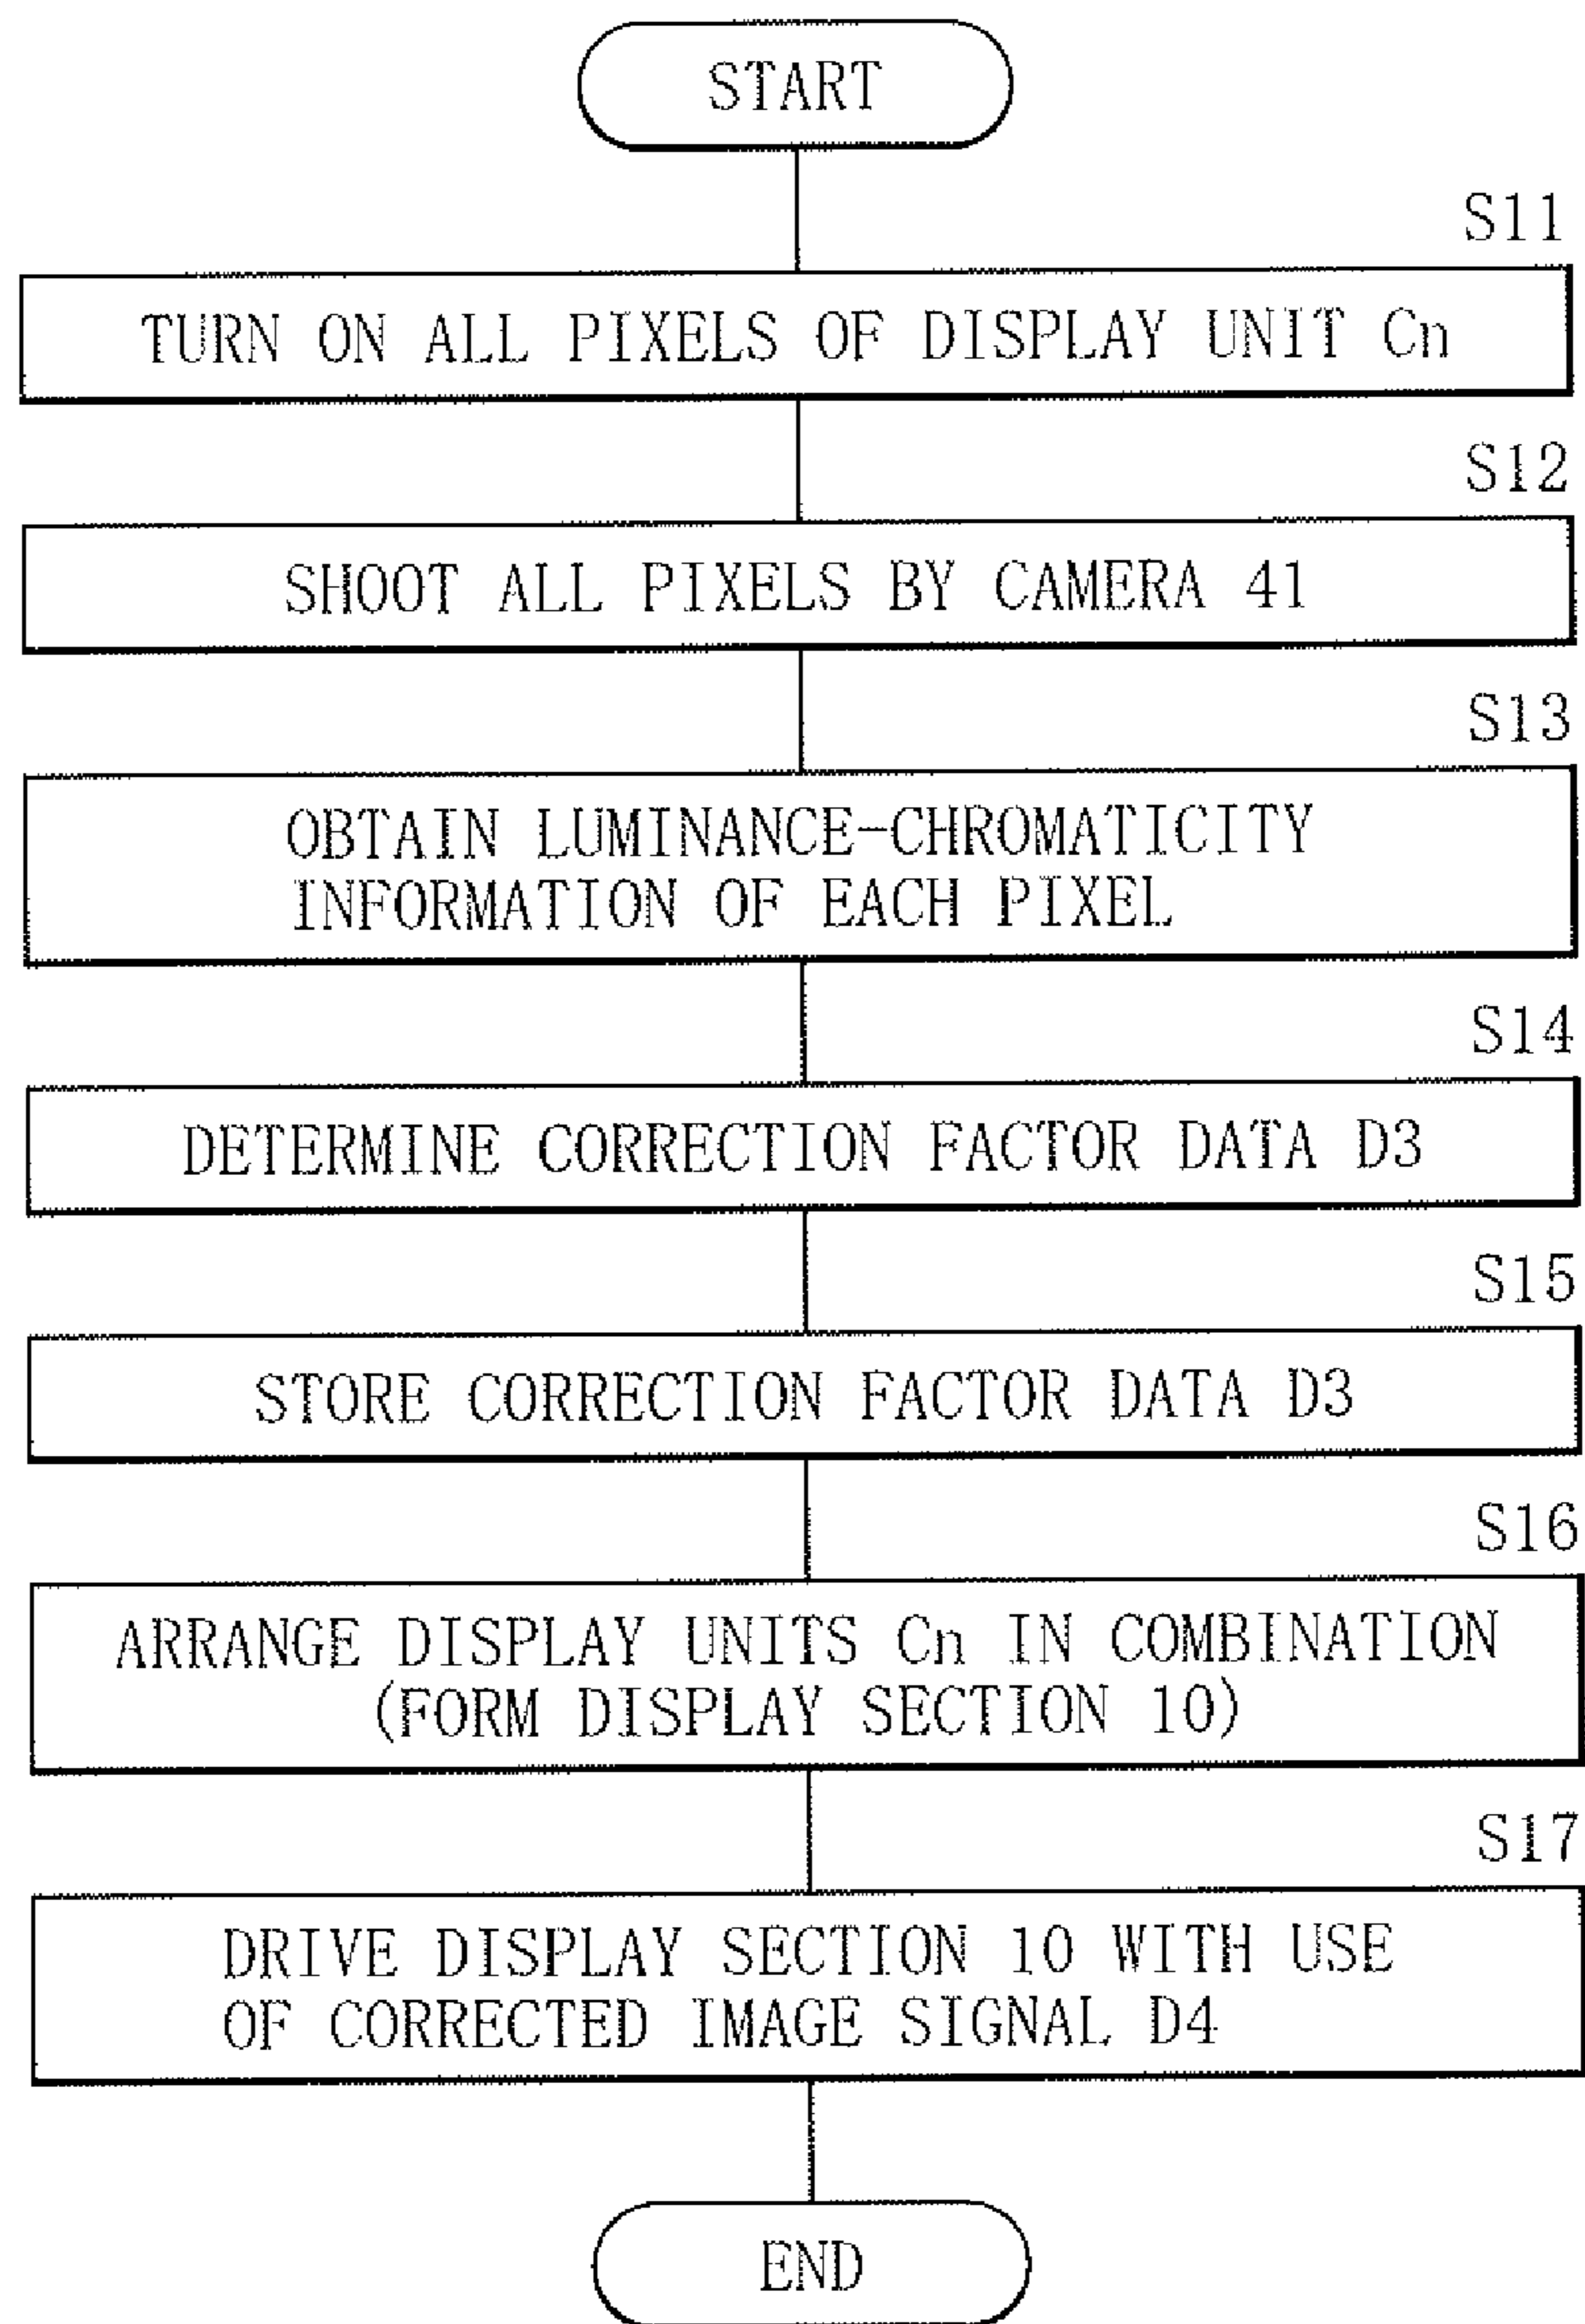 START
S11
TURN ON ALL PIXELS OF DISPLAY UNIT Cn
S12
SHOOT ALL PIXELS BY CAMERA 41
S13
OBTAIN LUMINANCE-CHROMATICITY
INFORMATION OF EACH PIXEL
S14
DETERMINE CORRECTION FACTOR DATA D3
S15
STORE CORRECTION FACTOR DATA D3
S16
ARRANGE DISPLAY UNITS Cn IN COMBINATION
(FORM DISPLAY SECTION 10)
S17
DRIVE DISPLAY SECTION 10 WITH USE
OF CORRECTED IMAGE SIGNAL D4
END